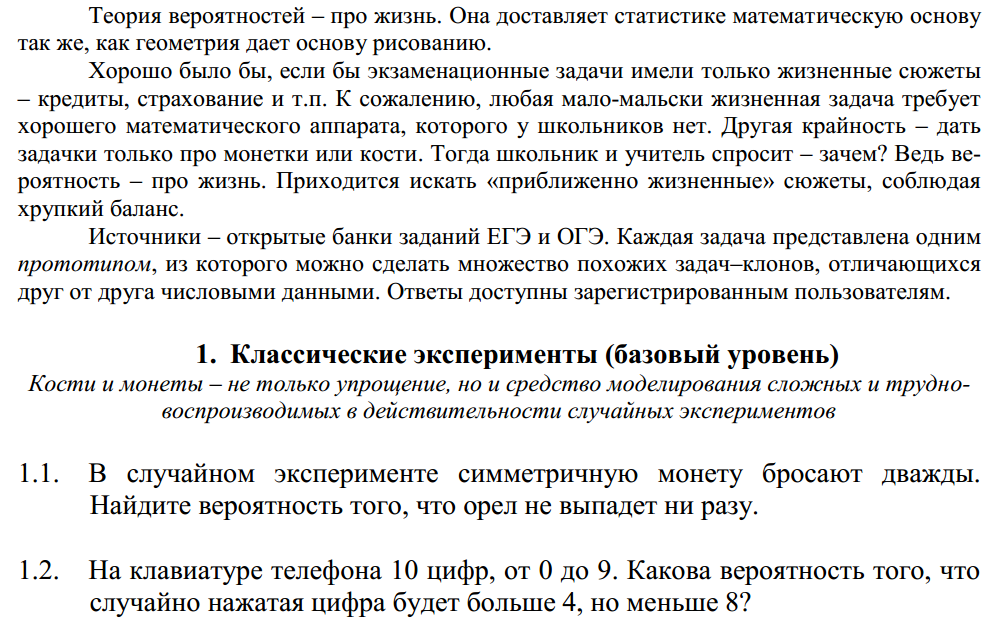 Теория вероятностей – про жизнь. Она доставляет статистике математическую основу
так же, как геометрия дает основу рисованию.
Хорошо было бы, если бы экзаменационные задачи имели только жизненные сюжеты
– кредиты, страхование и т.п. К сожалению, любая мало-мальски жизненная задача требует
хорошего математического аппарата, которого у школьников нет. Другая крайность – дать
задачки только про монетки или кости. Тогда школьник и учитель спросит – зачем? Ведь ве-
роятность – про жизнь. Приходится искать «приближенно жизненные» сюжеты, соблюдая
хрупкий баланс.
Источники – открытые банки заданий ЕГЭ и ОГЭ. Каждая задача представлена одним
прототипом, из которого можно сделать множество похожих задач–клонов, отличающихся
друг от друга числовыми данными. Ответы доступны зарегистрированным пользователям.
1. Классические эксперименты (базовый уровень)
Кости и монеты – не только упрощение, но и средство моделирования сложных и трудно-
воспроизводимых в действительности случайных экспериментов
1.1. В случайном эксперименте симметричную монету бросают дважды.
Найдите вероятность того, что орел не выпадет ни разу.
1.2. На клавиатуре телефона 10 цифр, от 0 до 9. Какова вероятность того, что
случайно нажатая цифра будет больше 4, но меньше 8?